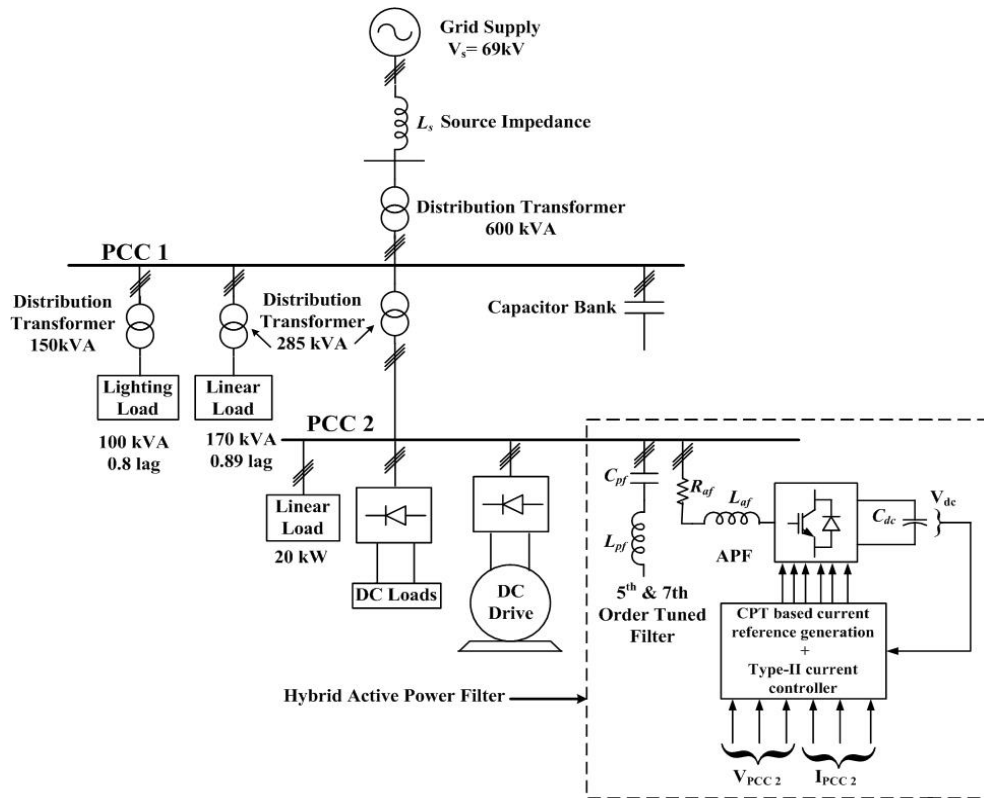 Grid Supply
Vs= 69kV
Ls Source Impedance
Distribution Transformer
600 kVA
PCC 1
Distribution
Transformer
150kVA
Distribution
Transformer
285 kVA
Capacitor Bank
Lighting
Load
100 kVA
0.8 lag
Linear
Load
170 kVA
0.89 lag
PCC 2
Linear
Load
20 kW
DC Loads
DC
Drive
Cpf
Lpf
5th & 7th
Order Tuned
Filter
Raf
Laf
APF
Cdc
Vdc
}
CPT based current
reference generation
+
Type-II current
controller
VPCC 2
IPCC 2
Hybrid Active Power Filter